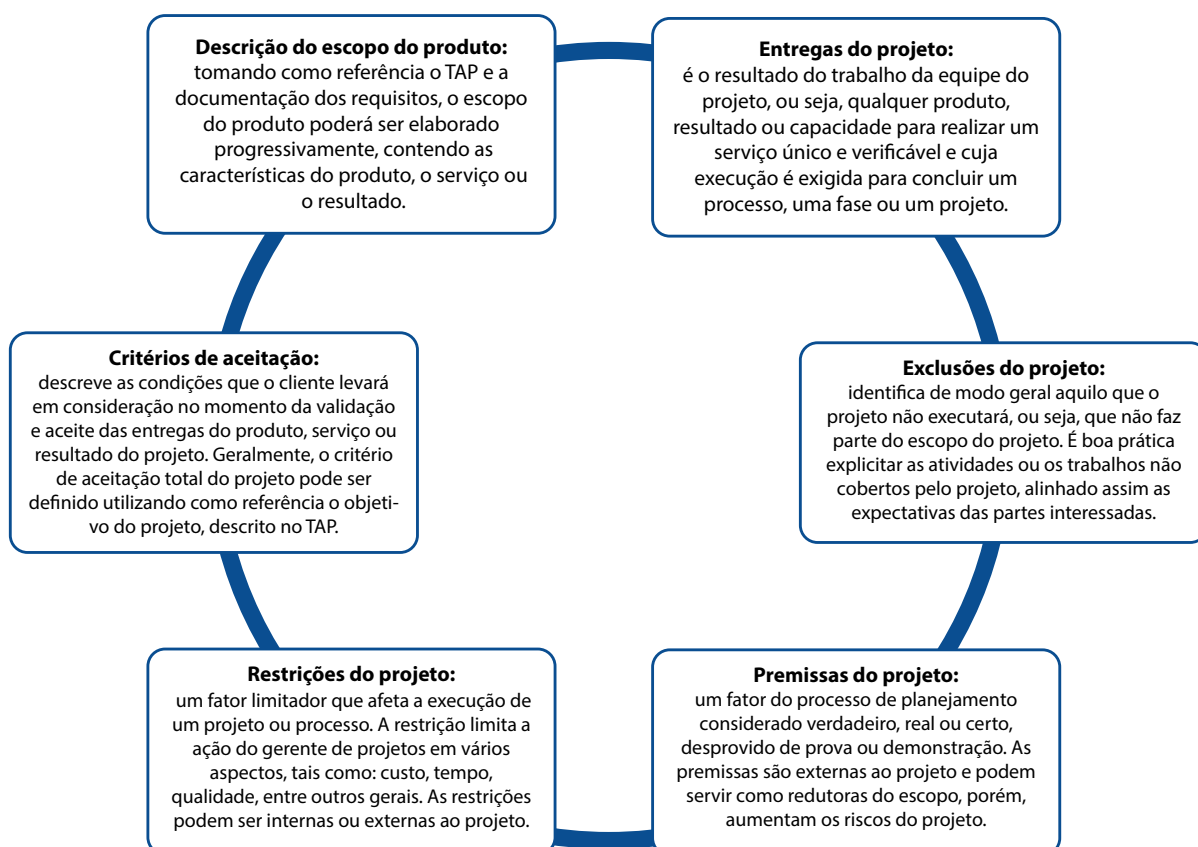 Descrição do escopo do produto:
tomando como referência o TAP e a
documentação dos requisitos, o escopo
do produto poderá ser elaborado
progressivamente, contendo as
características do produto, o serviço ou
o resultado.
Entregas do projeto:
é o resultado do trabalho da equipe do
projeto, ou seja, qualquer produto,
resultado ou capacidade para realizar um
serviço único e verificável e cuja
execução é exigida para concluir um
processo, uma fase ou um projeto.
Critérios de aceitação:
descreve as condições que o cliente levará
em consideração no momento da validação
e aceite das entregas do produto, serviço ou
resultado do projeto. Geralmente, o critério
de aceitação total do projeto pode ser
definido utilizando como referência o objeti-
vo do projeto, descrito no TAP.
Exclusões do projeto:
identifica de modo geral aquilo que o
projeto não executará, ou seja, que não faz
parte do escopo do projeto. É boa prática
explicitar as atividades ou os trabalhos não
cobertos pelo projeto, alinhado assim as
expectativas das partes interessadas.
Restrições do projeto:
um fator limitador que afeta a execução de
um projeto ou processo. A restrição limita a
ação do gerente de projetos em vários
aspectos, tais como: custo, tempo,
qualidade, entre outros gerais. As restrições
podem ser internas ou externas ao projeto.
Premissas do projeto:
um fator do processo de planejamento
considerado verdadeiro, real ou certo,
desprovido de prova ou demonstração. As
premissas são externas ao projeto e podem
servir como redutoras do escopo, porém,
aumentam os riscos do projeto.